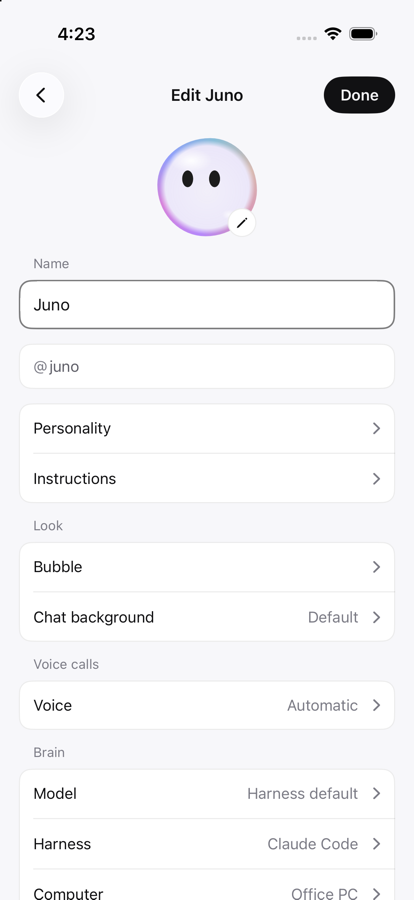 4:23
Edit Juno
Done
Name
Juno
@juno
Personality
Instructions
Look
Bubble
Chat background Default
Voice calls
Voice Automatic
Brain
Model Harness default
Harness Claude Code
Computer Office PC